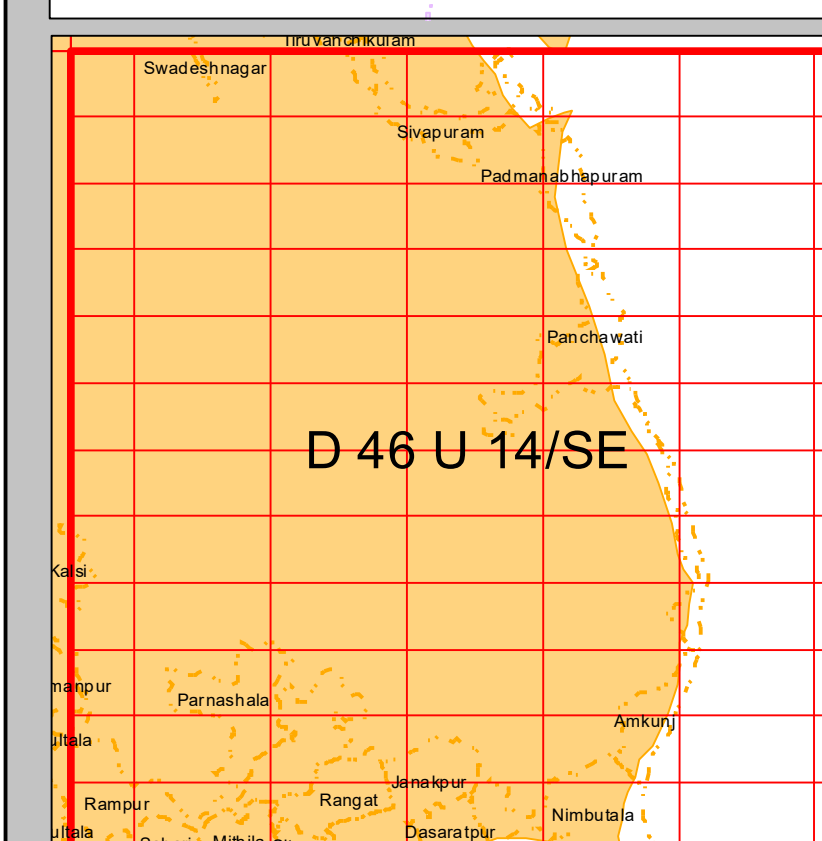 Tiruvanchikulam
Swadeshnagar
Sivapuram
Padmanabhapuram
Panchawati
D 46 U 14/SE
Kalsi
manpur
Parnashala
Amkunj
ultala
Janakpur
Rampur
Rangat
Nimbutala
ultala
Mithila
Dasaratpur